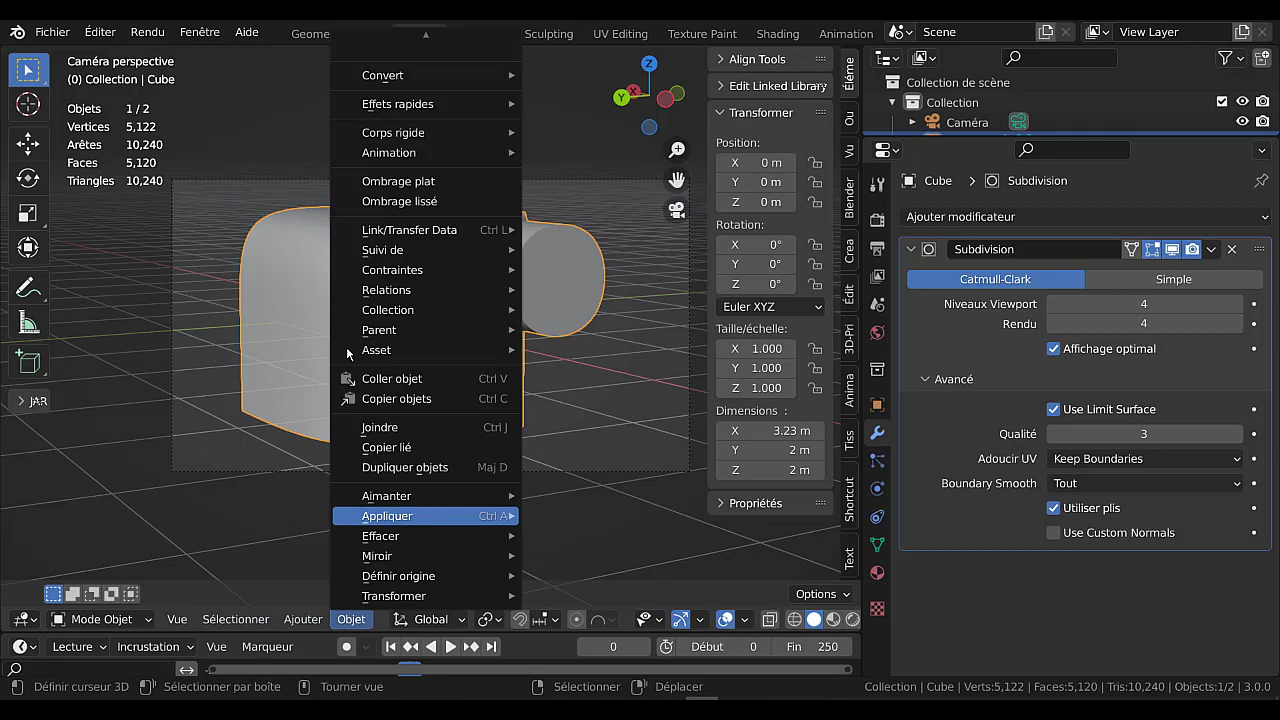 Fichier Éditer Rendu Fenêtre Aide Geome Sculpting UV Editing Texture Paint Shading Animation Scene View Layer
Caméra perspective
(0) Collection | Cube
Objets 1 / 2
Vertices 5,122
Arêtes 10,240
Faces 5,120
Triangles 10,240
JAR
Convert
Effets rapides
Corps rigide
Animation
Ombrage plat
Ombrage lissé
Link/Transfer Data Ctrl L
Suivi de
Contraintes
Relations
Collection
Parent
Asset
Coller objet Ctrl V
Copier objets Ctrl C
Joindre Ctrl J
Copier lié
Dupliquer objets Maj D
Aimanter
Appliquer Ctrl A
Effacer
Miroir
Définir origine
Transformer
Z
X
Y
Align Tools
Edit Linked Library
Transformer
Position:
X 0 m
Y 0 m
Z 0 m
Rotation:
X 0°
Y 0°
Z 0°
Euler XYZ
Taille/échelle:
X 1.000
Y 1.000
Z 1.000
Dimensions :
X 3.23 m
Y 2 m
Z 2 m
Propriétés
Options
Élème
Ou
Vu
Blender
Crea
Édit
3D-Pri
Anima
Tiss
Shortcut
Text
Collection de scène
Collection
Caméra
Cube > Subdivision
Ajouter modificateur
Subdivision
Catmull-Clark Simple
Niveaux Viewport 4
Rendu 4
Affichage optimal
Avancé
Use Limit Surface
Qualité 3
Adoucir UV Keep Boundaries
Boundary Smooth Tout
Utiliser plis
Use Custom Normals
Mode Objet Vue Sélectionner Ajouter Objet Global
Lecture Incrustation Vue Marqueur 0 Début 0 Fin 250
Définir curseur 3D Sélectionner par boîte Tourner vue Sélectionner Déplacer Collection | Cube | Verts:5,122 | Faces:5,120 | Tris:10,240 | Objects:1/2 | 3.0.0